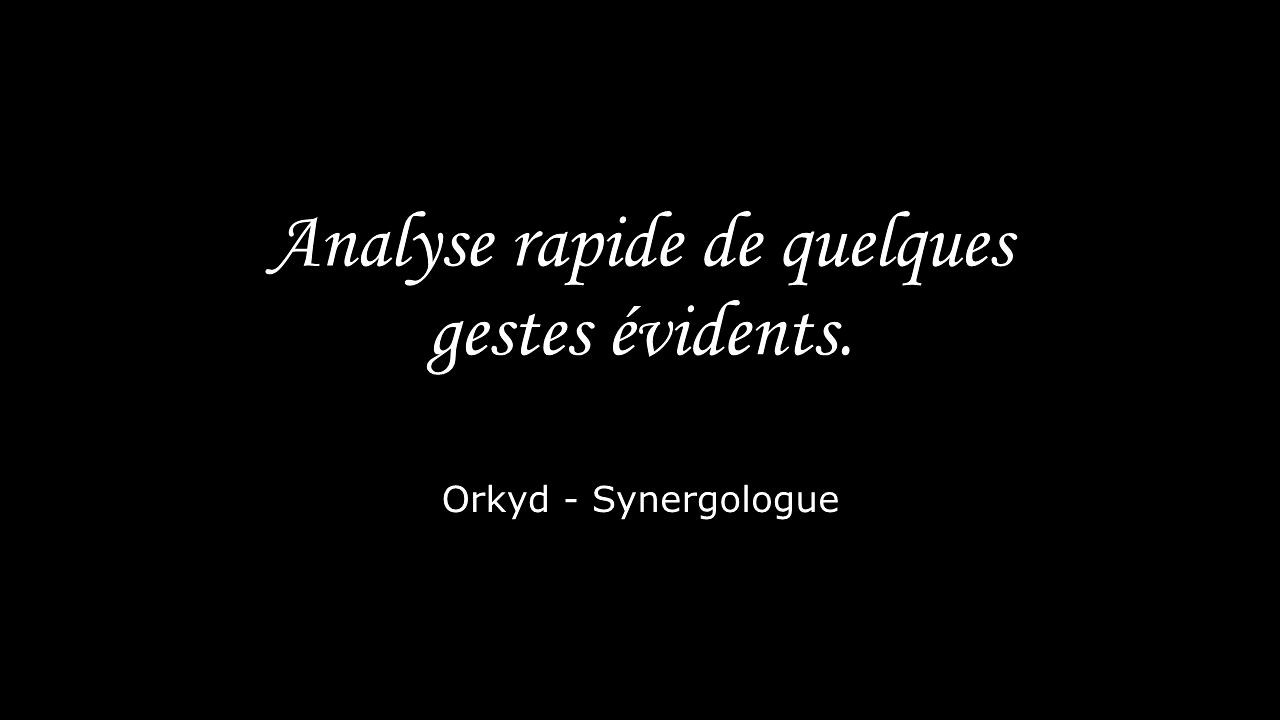 Analyse rapide de quelques
gestes évidents.
Orkyd - Synergologue